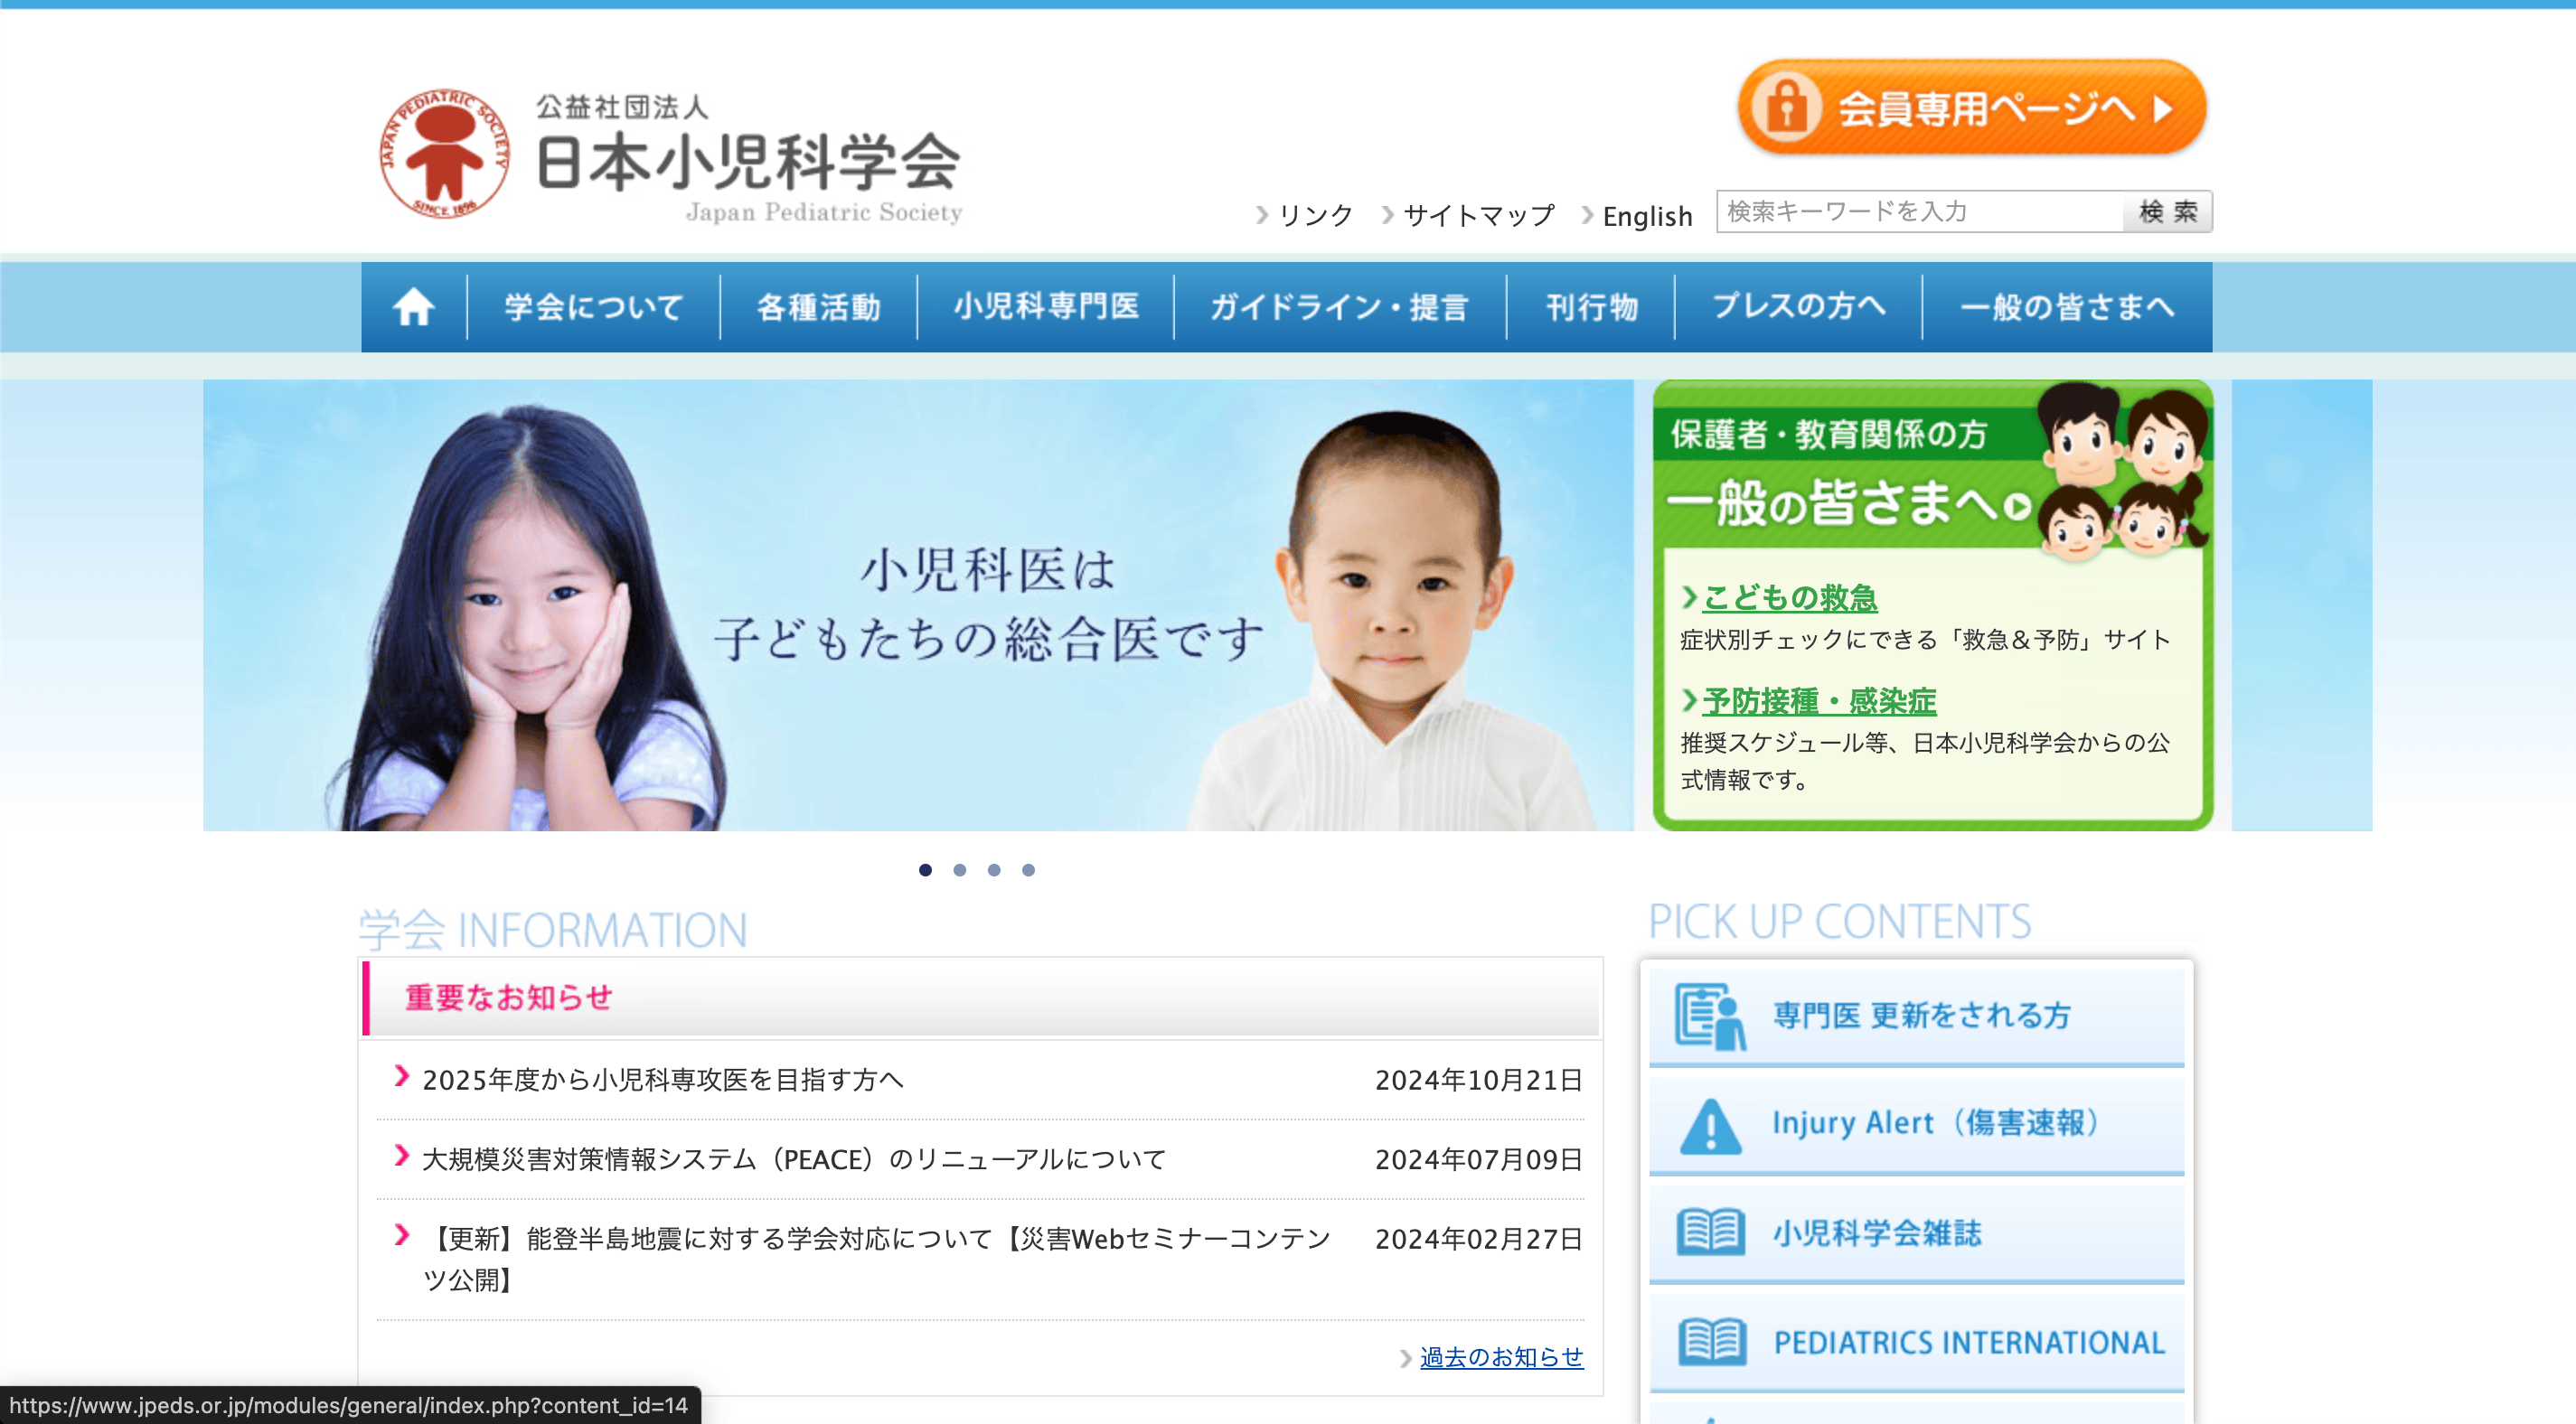 JAPAN PEDIATRIC SOCIETY
SINCE 1896
公益社団法人
日本小児科学会
Japan Pediatric Society
会員専用ページへ
リンク
サイトマップ
English
検索キーワードを入力
検索
学会について
各種活動
小児科専門医
ガイドライン・提言
刊行物
プレスの方へ
一般の皆さまへ
小児科医は
子どもたちの総合医です
保護者・教育関係の方
一般の皆さまへ
こどもの救急
症状別チェックにできる「救急＆予防」サイト
予防接種・感染症
推奨スケジュール等、日本小児科学会からの公
式情報です。
学会 INFORMATION
重要なお知らせ
2025年度から小児科専攻医を目指す方へ 2024年10月21日
大規模災害対策情報システム（PEACE）のリニューアルについて 2024年07月09日
【更新】能登半島地震に対する学会対応について【災害Webセミナーコンテン 2024年02月27日
ツ公開】
過去のお知らせ
PICK UP CONTENTS
専門医 更新をされる方
Injury Alert（傷害速報）
小児科学会雑誌
PEDIATRICS INTERNATIONAL
https://www.jpeds.or.jp/modules/general/index.php?content_id=14